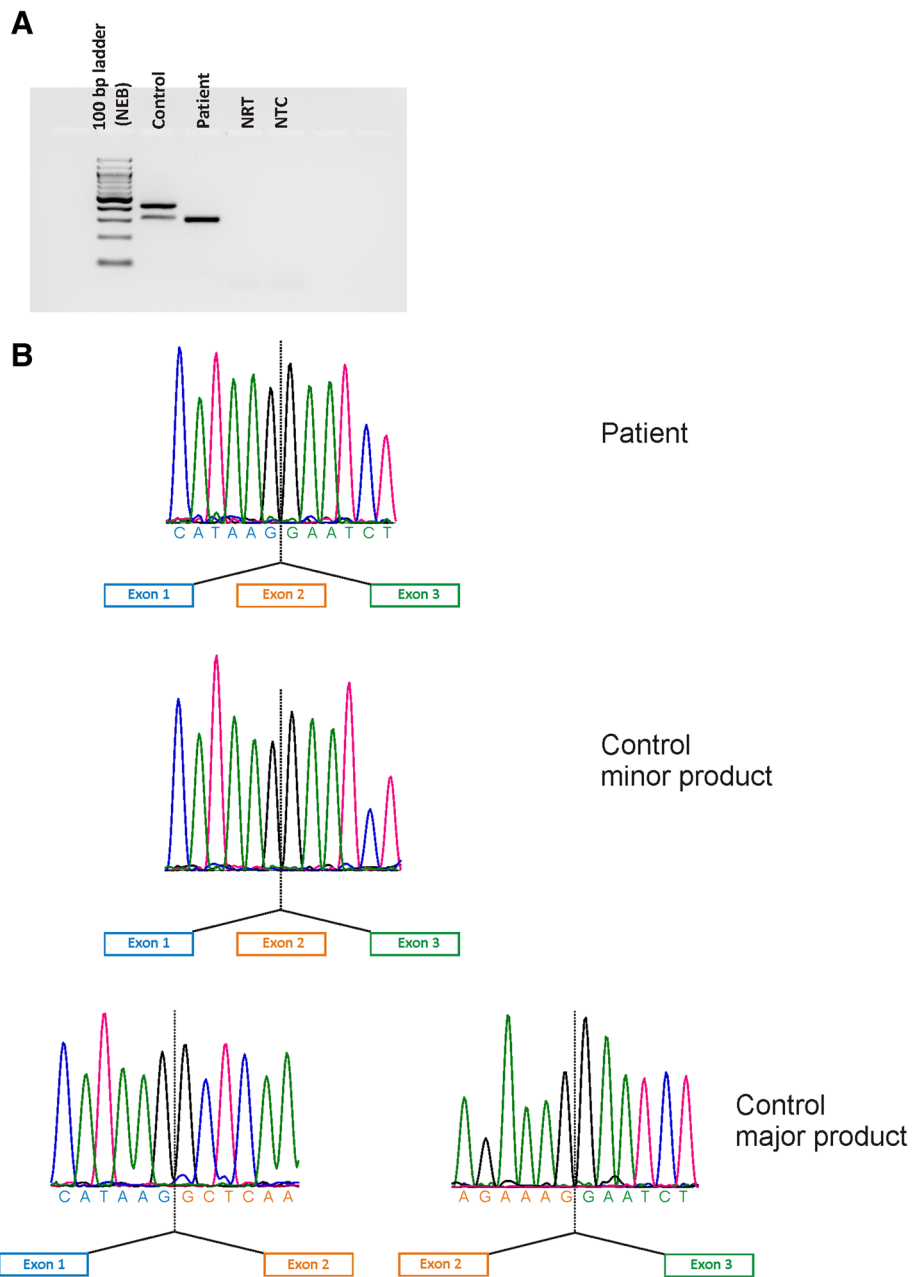 A
100 bp ladder
(NEB)
Control
Patient
NRT
NTC
B
Patient
CATAAGGAATCT
Exon 1
Exon 2
Exon 3
Control
minor product
Exon 1
Exon 2
Exon 3
Control
major product
CATAAGGCTCAA
AGAAAGGAATCT
Exon 1
Exon 2
Exon 2
Exon 3